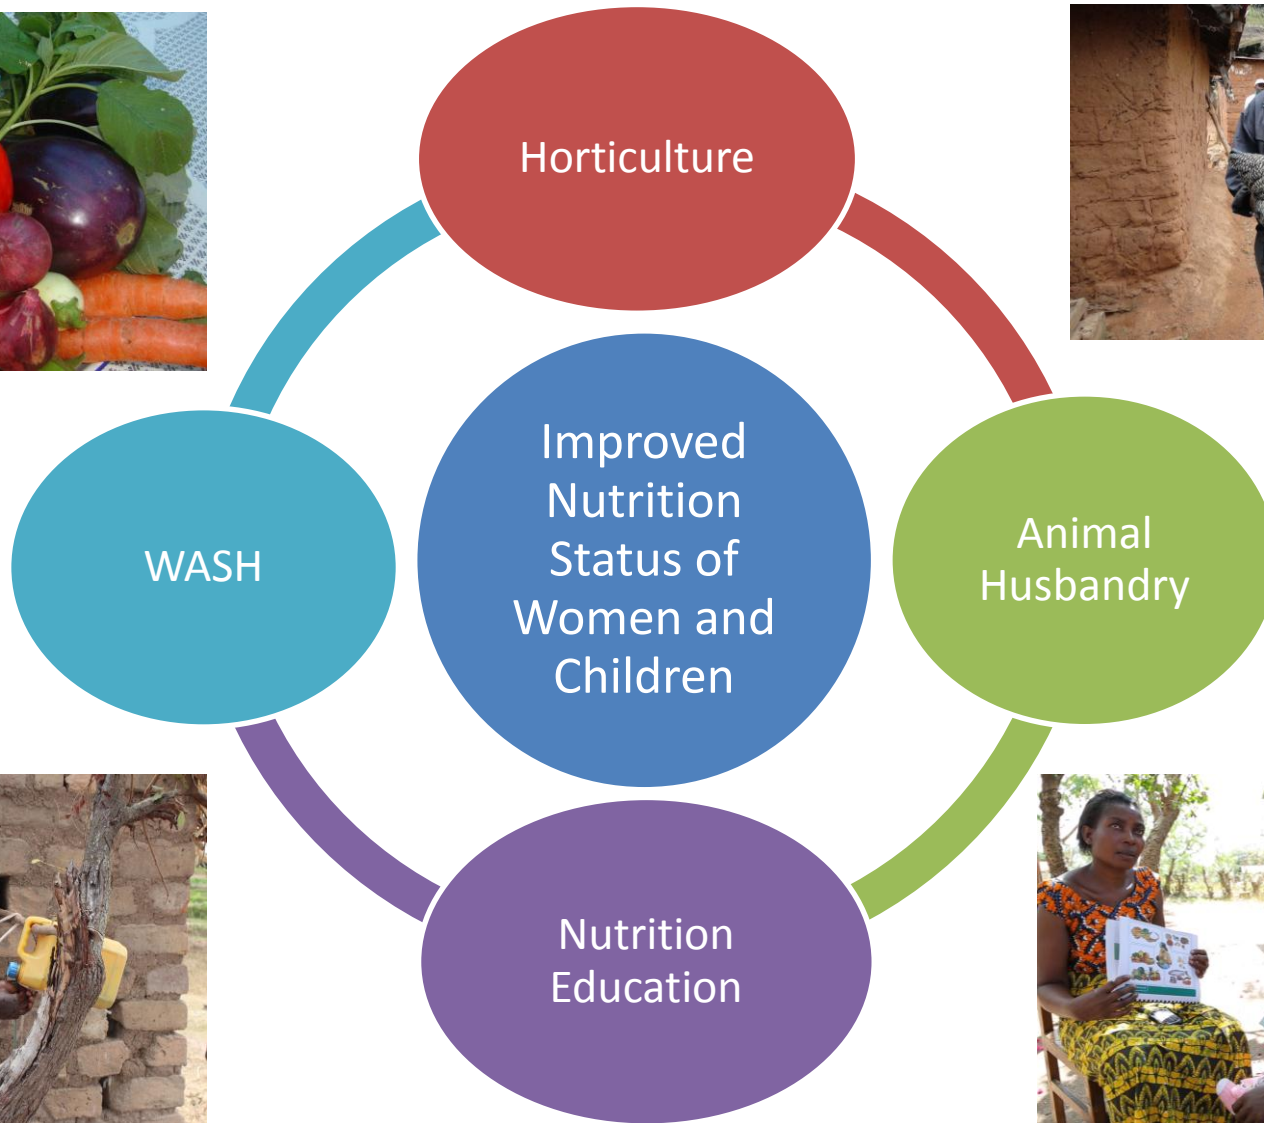 Horticulture
Improved
Nutrition
Status of
Women and
Children
WASH
Animal
Husbandry
Nutrition
Education